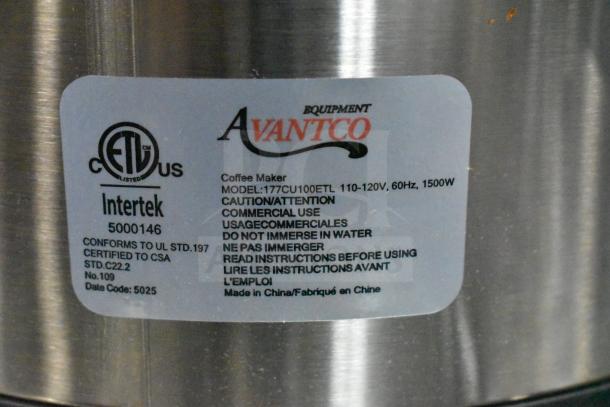 EQUIPMENT
AVANTCO
C ETL CM US
LISTED
Intertek
5000146
CONFORMS TO UL STD.197
CERTIFIED TO CSA
STD.C22.2
No.109
Date Code: 5025
Coffee Maker
MODEL:177CU100ETL 110-120V, 60Hz, 1500W
CAUTION/ATTENTION
COMMERCIAL USE
USAGECOMMERCIALES
DO NOT IMMERSE IN WATER
NE PAS IMMERGER
READ INSTRUCTIONS BEFORE USING
LIRE LES INSTRUCTIONS AVANT
L'EMPLOI
Made in China/Fabriqué en Chine